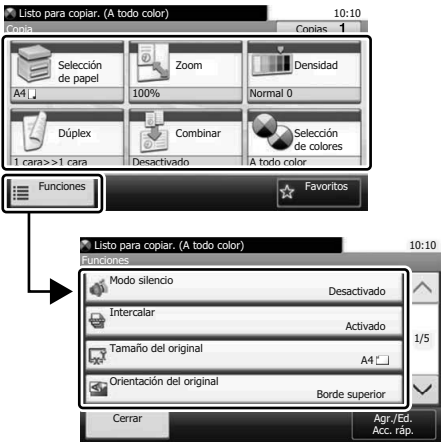 Listo para copiar. (A todo color) 10:10
Copia Copias 1
Selección
de papel
A4
Zoom
100%
Densidad
Normal 0
Dúplex
1 cara>>1 cara
Combinar
Desactivado
Selección
de colores
A todo color
Funciones
Favoritos
Listo para copiar. (A todo color) 10:10
Funciones
Modo silencio
Desactivado
Intercalar
Activado
Tamaño del original
A4
Orientación del original
Borde superior
1/5
Cerrar
Agr./Ed.
Acc. ráp.